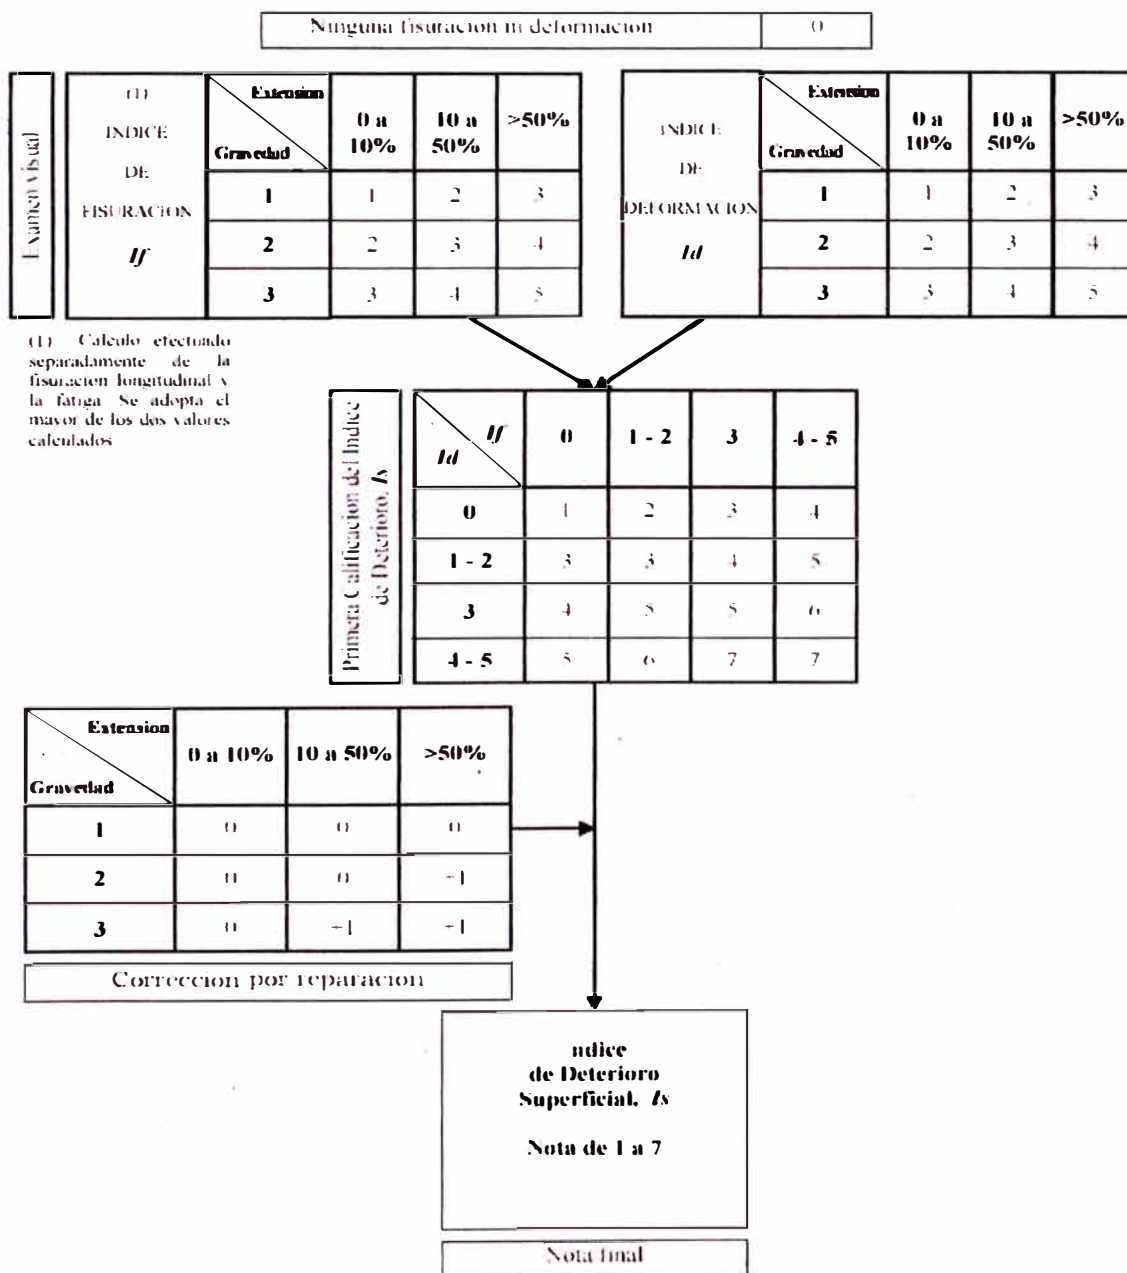 Ninguna fisuracion ni deformacion 0
Examen visual
(1)
INDICE
DE
FISURACION
If
Extension
Gravedad
0 a 10% 10 a 50% >50%
1 1 2 3
2 2 3 4
3 3 4 5
INDICE
DE
DEFORMACION
Id
Extension
Gravedad
0 a 10% 10 a 50% >50%
1 1 2 3
2 2 3 4
3 3 4 5
(1) Calculo efectuado
separadamente de la
fisuracion longitudinal y
la fatiga Se adopta el
mayor de los dos valores
calculados
Primera Calificacion del Indice
de Deterioro, Is
If
Id
0 1 - 2 3 4 - 5
0 1 2 3 4
1 - 2 3 3 4 5
3 4 5 5 6
4 - 5 5 6 7 7
Extension
Gravedad
0 a 10% 10 a 50% >50%
1 0 0 0
2 0 0 +1
3 0 +1 +1
Correccion por reparacion
ndice
de Deterioro
Superficial, Is
Nota de 1 a 7
Nota final